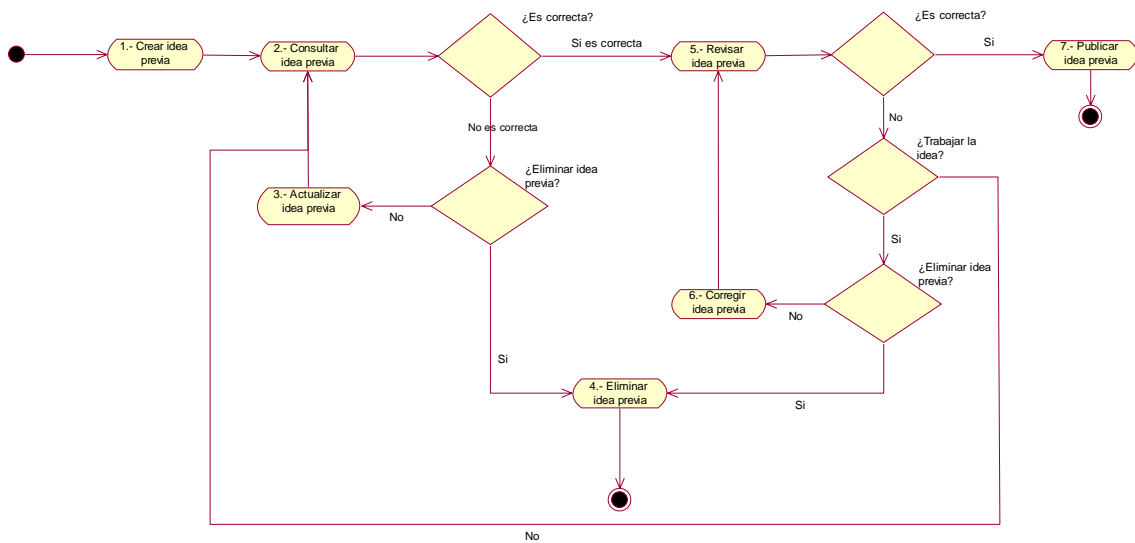 ¿Es correcta?
¿Es correcta?
1.- Crear idea
previa
2.- Consultar
idea previa
Si es correcta
5.- Revisar
idea previa
Si
7.- Publicar
idea previa
No es correcta
No
¿Trabajar la
idea?
¿Eliminar idea
previa?
3.- Actualizar
idea previa
No
Si
¿Eliminar idea
previa?
6.- Corregir
idea previa
No
Si
4.- Eliminar
idea previa
Si
No